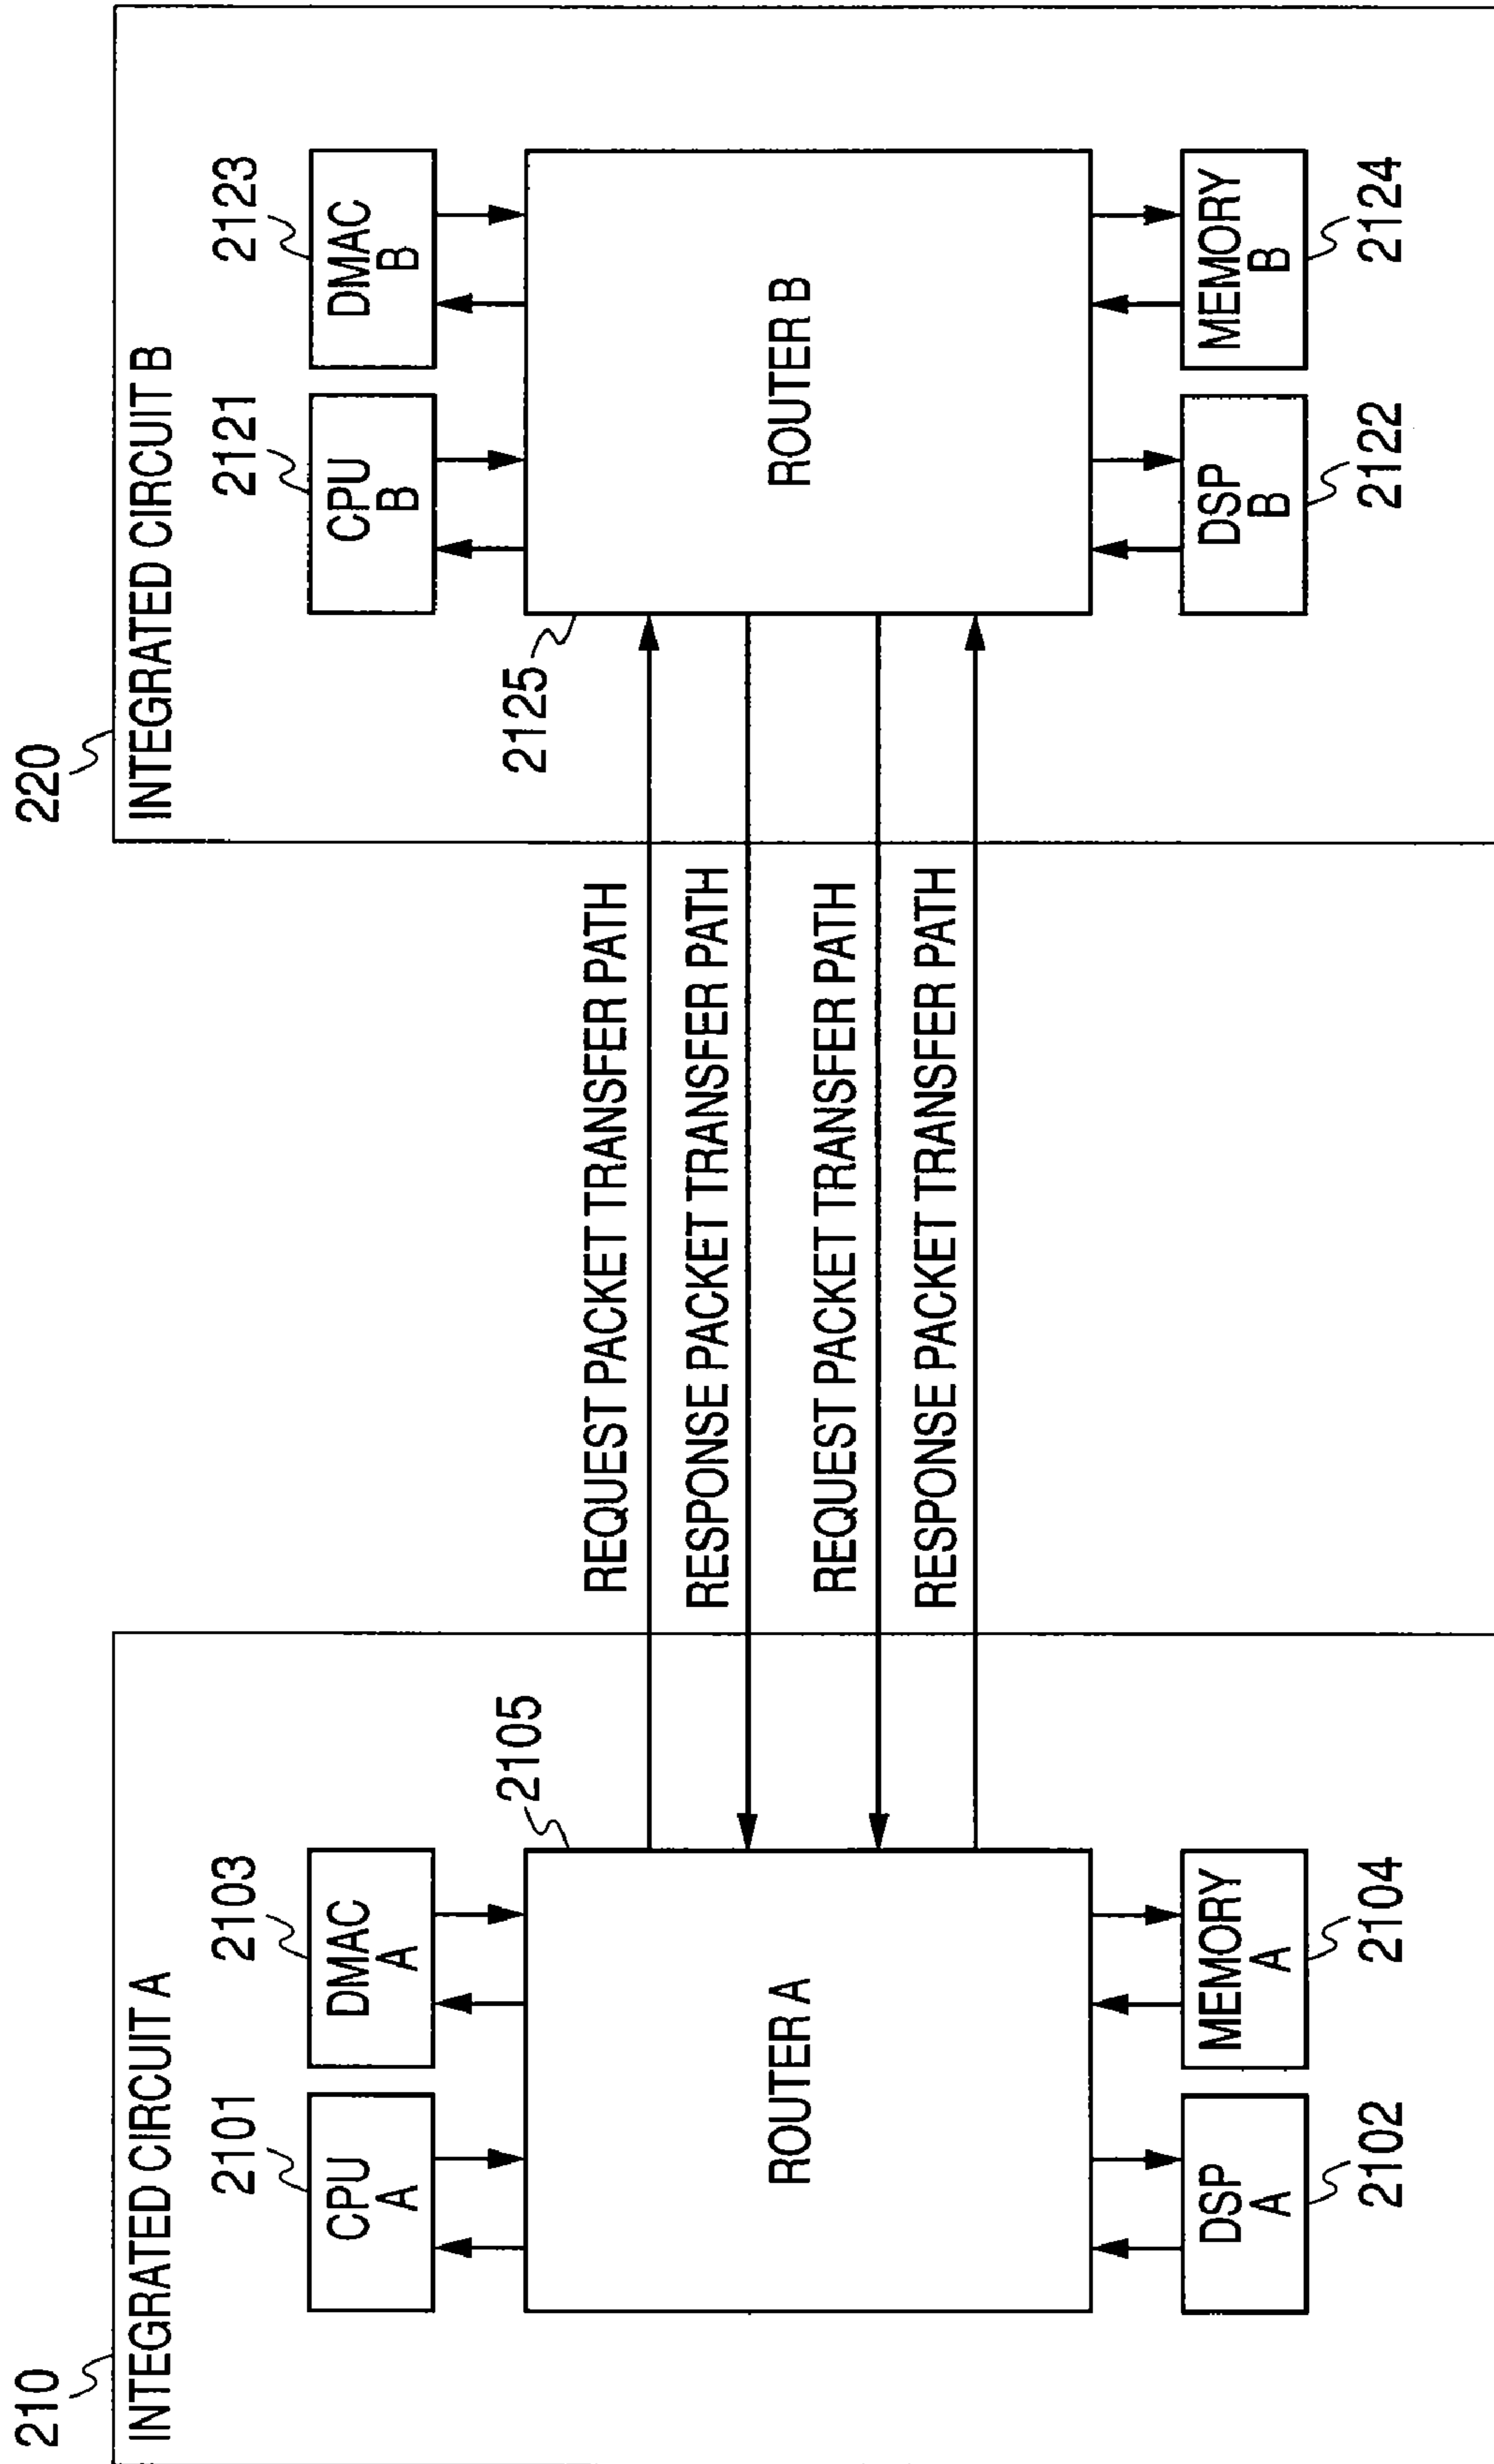 210
INTEGRATED CIRCUIT A
2101
CPU
A
2103
DMAC
A
2105
ROUTER A
DSP
A
2102
MEMORY
A
2104
REQUEST PACKET TRANSFER PATH
RESPONSE PACKET TRANSFER PATH
REQUEST PACKET TRANSFER PATH
RESPONSE PACKET TRANSFER PATH
220
INTEGRATED CIRCUIT B
2121
CPU
B
2123
DMAC
B
2125
ROUTER B
DSP
B
2122
MEMORY
B
2124